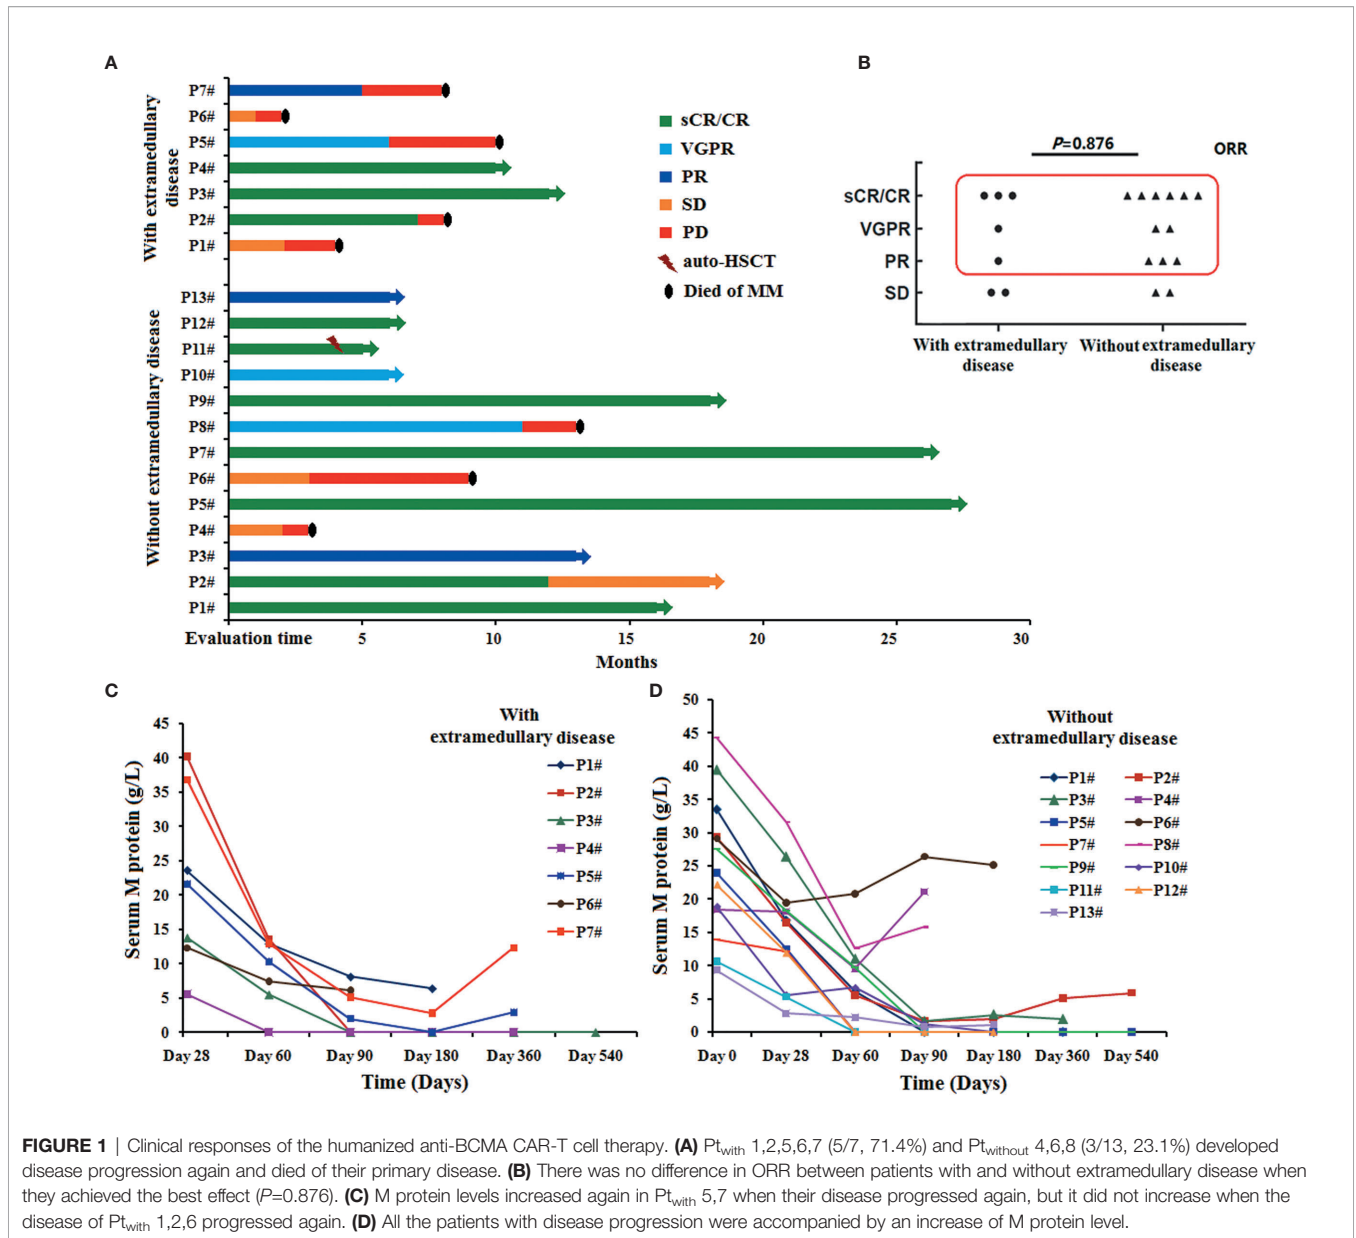 A
With extramedullary
disease
P7#
P6#
P5#
P4#
P3#
P2#
P1#
Without extramedullary disease
P13#
P12#
P11#
P10#
P9#
P8#
P7#
P6#
P5#
P4#
P3#
P2#
P1#
Evaluation time 5 10 15 20 25 30
Months
sCR/CR
VGPR
PR
SD
PD
auto-HSCT
Died of MM
B
P=0.876
ORR
sCR/CR
VGPR
PR
SD
With extramedullary
disease
Without extramedullary
disease
C
With
extramedullary disease
Serum M protein (g/L)
45
40
35
30
25
20
15
10
5
0
Day 28 Day 60 Day 90 Day 180 Day 360 Day 540
Time (Days)
P1#
P2#
P3#
P4#
P5#
P6#
P7#
D
Without
extramedullary disease
Serum M protein (g/L)
50
45
40
35
30
25
20
15
10
5
0
Day 0 Day 28 Day 60 Day 90 Day 180 Day 360 Day 540
Time (Days)
P1# P2#
P3# P4#
P5# P6#
P7# P8#
P9# P10#
P11# P12#
P13#
FIGURE 1 | Clinical responses of the humanized anti-BCMA CAR-T cell therapy. (A) Ptwith 1,2,5,6,7 (5/7, 71.4%) and Ptwithout 4,6,8 (3/13, 23.1%) developed
disease progression again and died of their primary disease. (B) There was no difference in ORR between patients with and without extramedullary disease when
they achieved the best effect (P=0.876). (C) M protein levels increased again in Ptwith 5,7 when their disease progressed again, but it did not increase when the
disease of Ptwith 1,2,6 progressed again. (D) All the patients with disease progression were accompanied by an increase of M protein level.